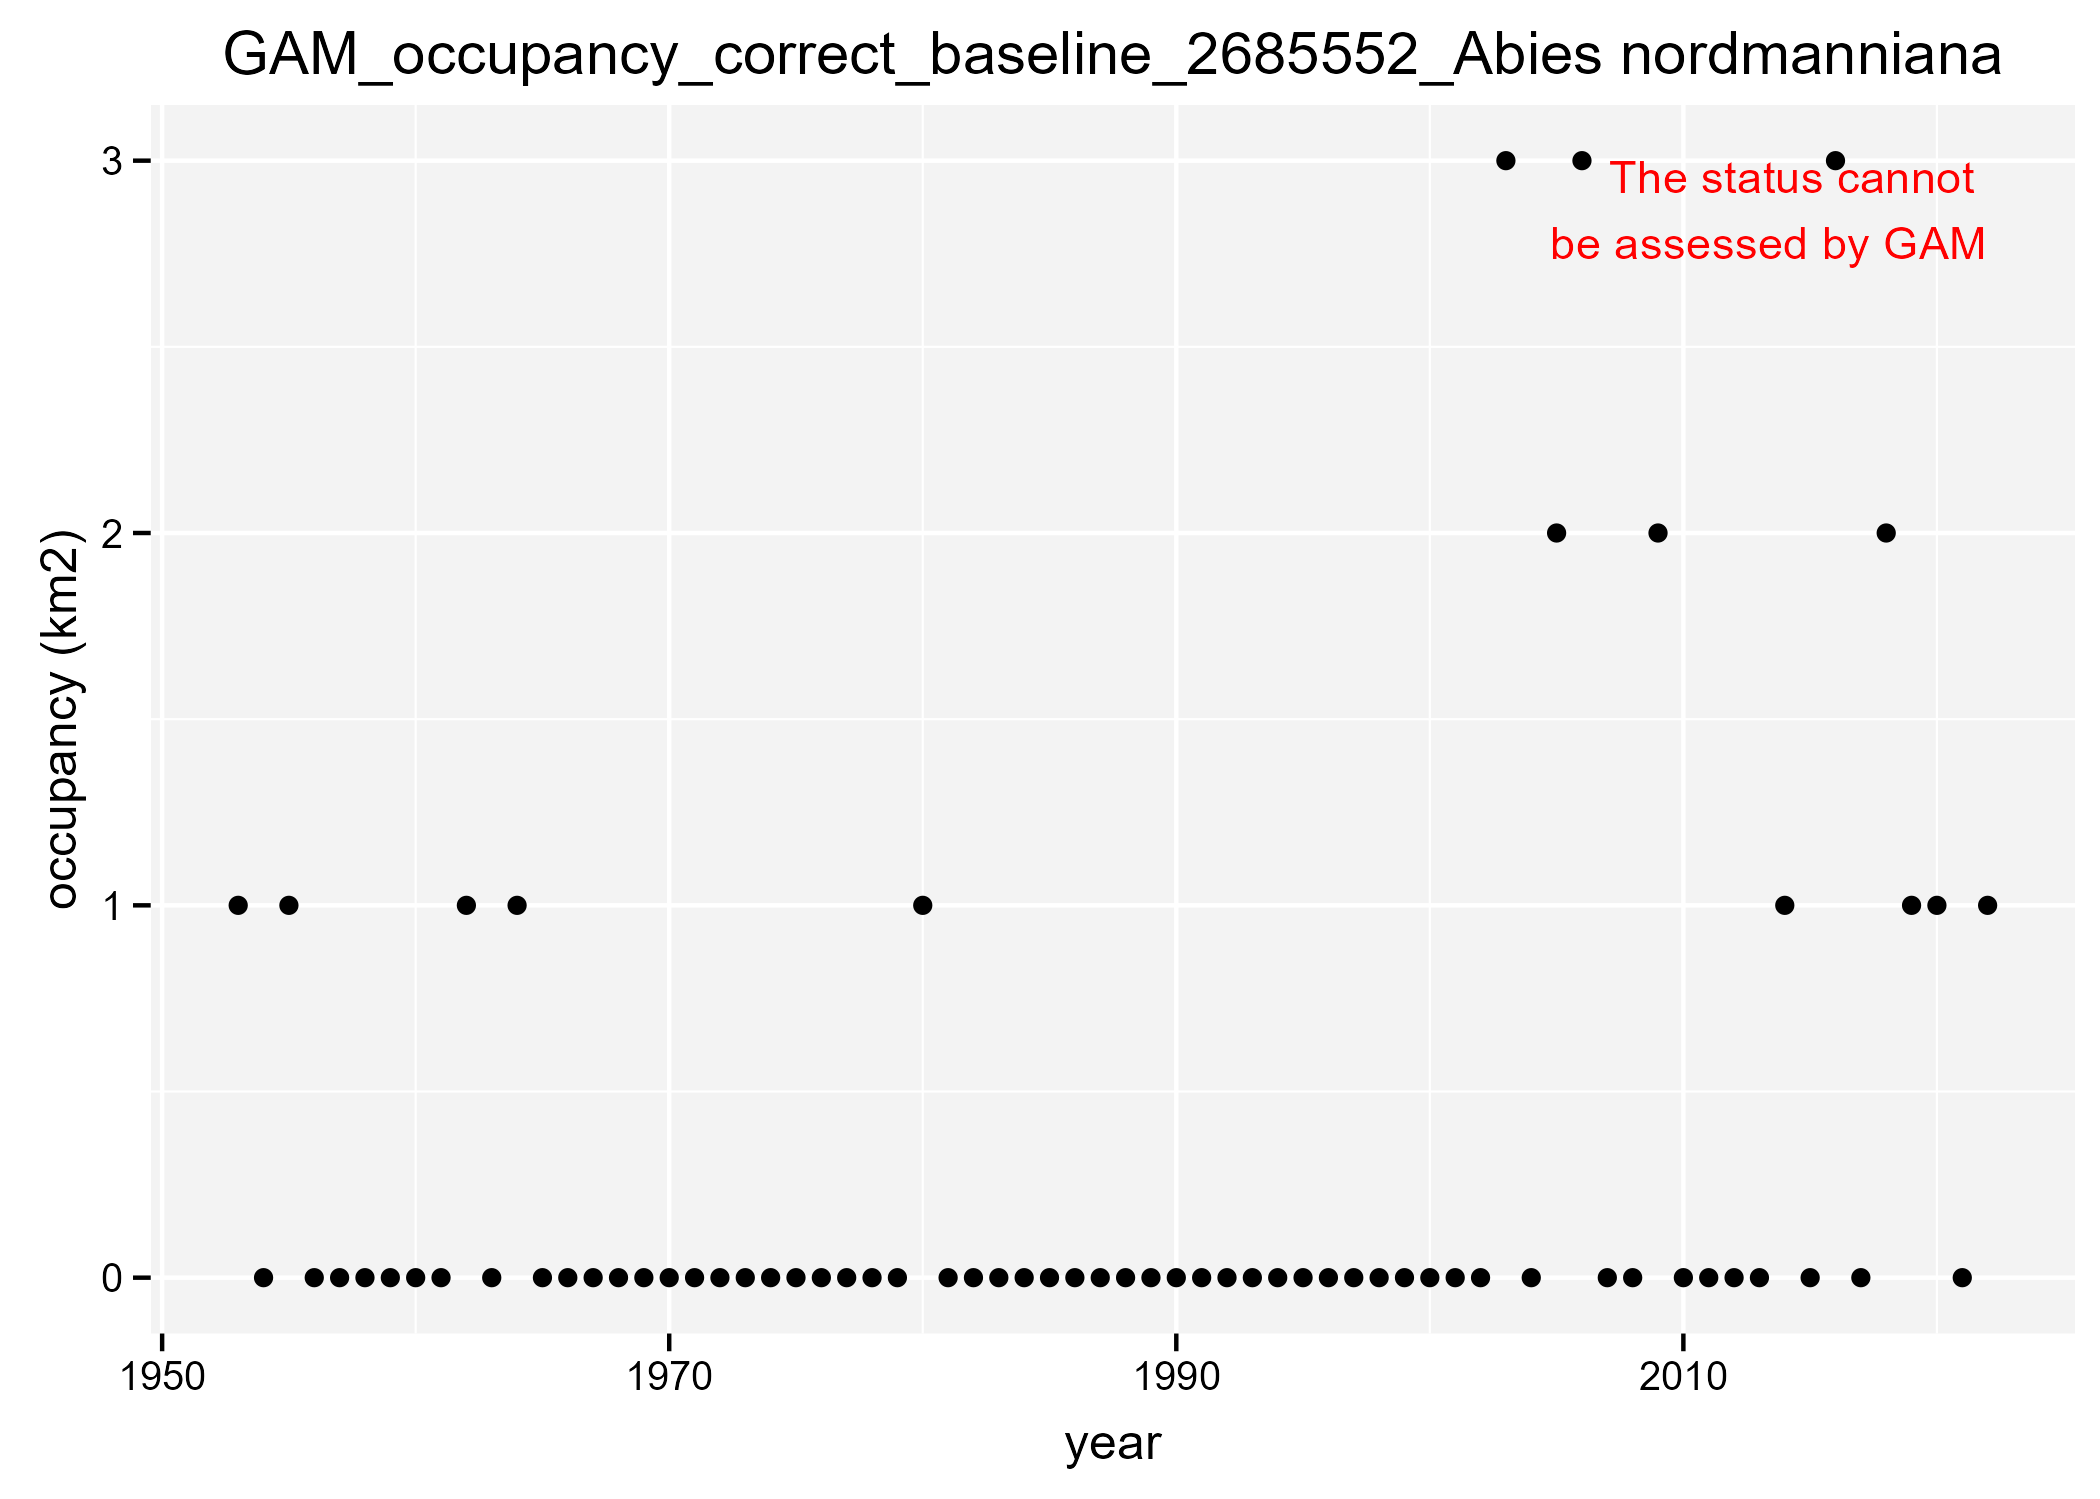 GAM_occupancy_correct_baseline_2685552_Abies nordmanniana
3
The status cannot
be assessed by GAM
2
occupancy (km2)
1
0
1950 1970 1990 2010
year